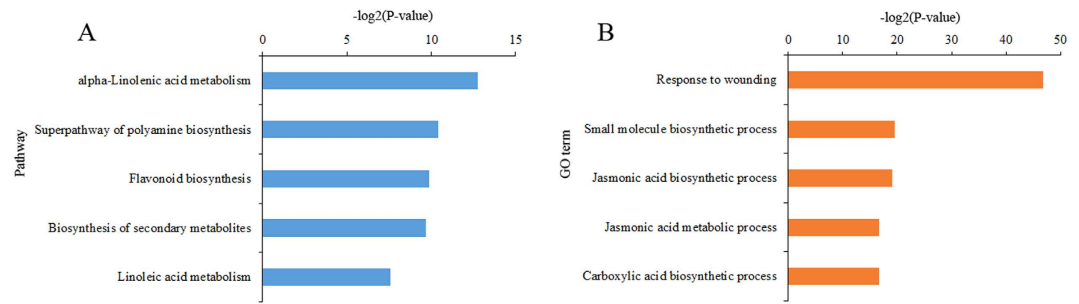 A
-log2(P-value)
0 5 10 15
Pathway
alpha-Linolenic acid metabolism
Superpathway of polyamine biosynthesis
Flavonoid biosynthesis
Biosynthesis of secondary metabolites
Linoleic acid metabolism
B
-log2(P-value)
0 10 20 30 40 50
GO term
Response to wounding
Small molecule biosynthetic process
Jasmonic acid biosynthetic process
Jasmonic acid metabolic process
Carboxylic acid biosynthetic process